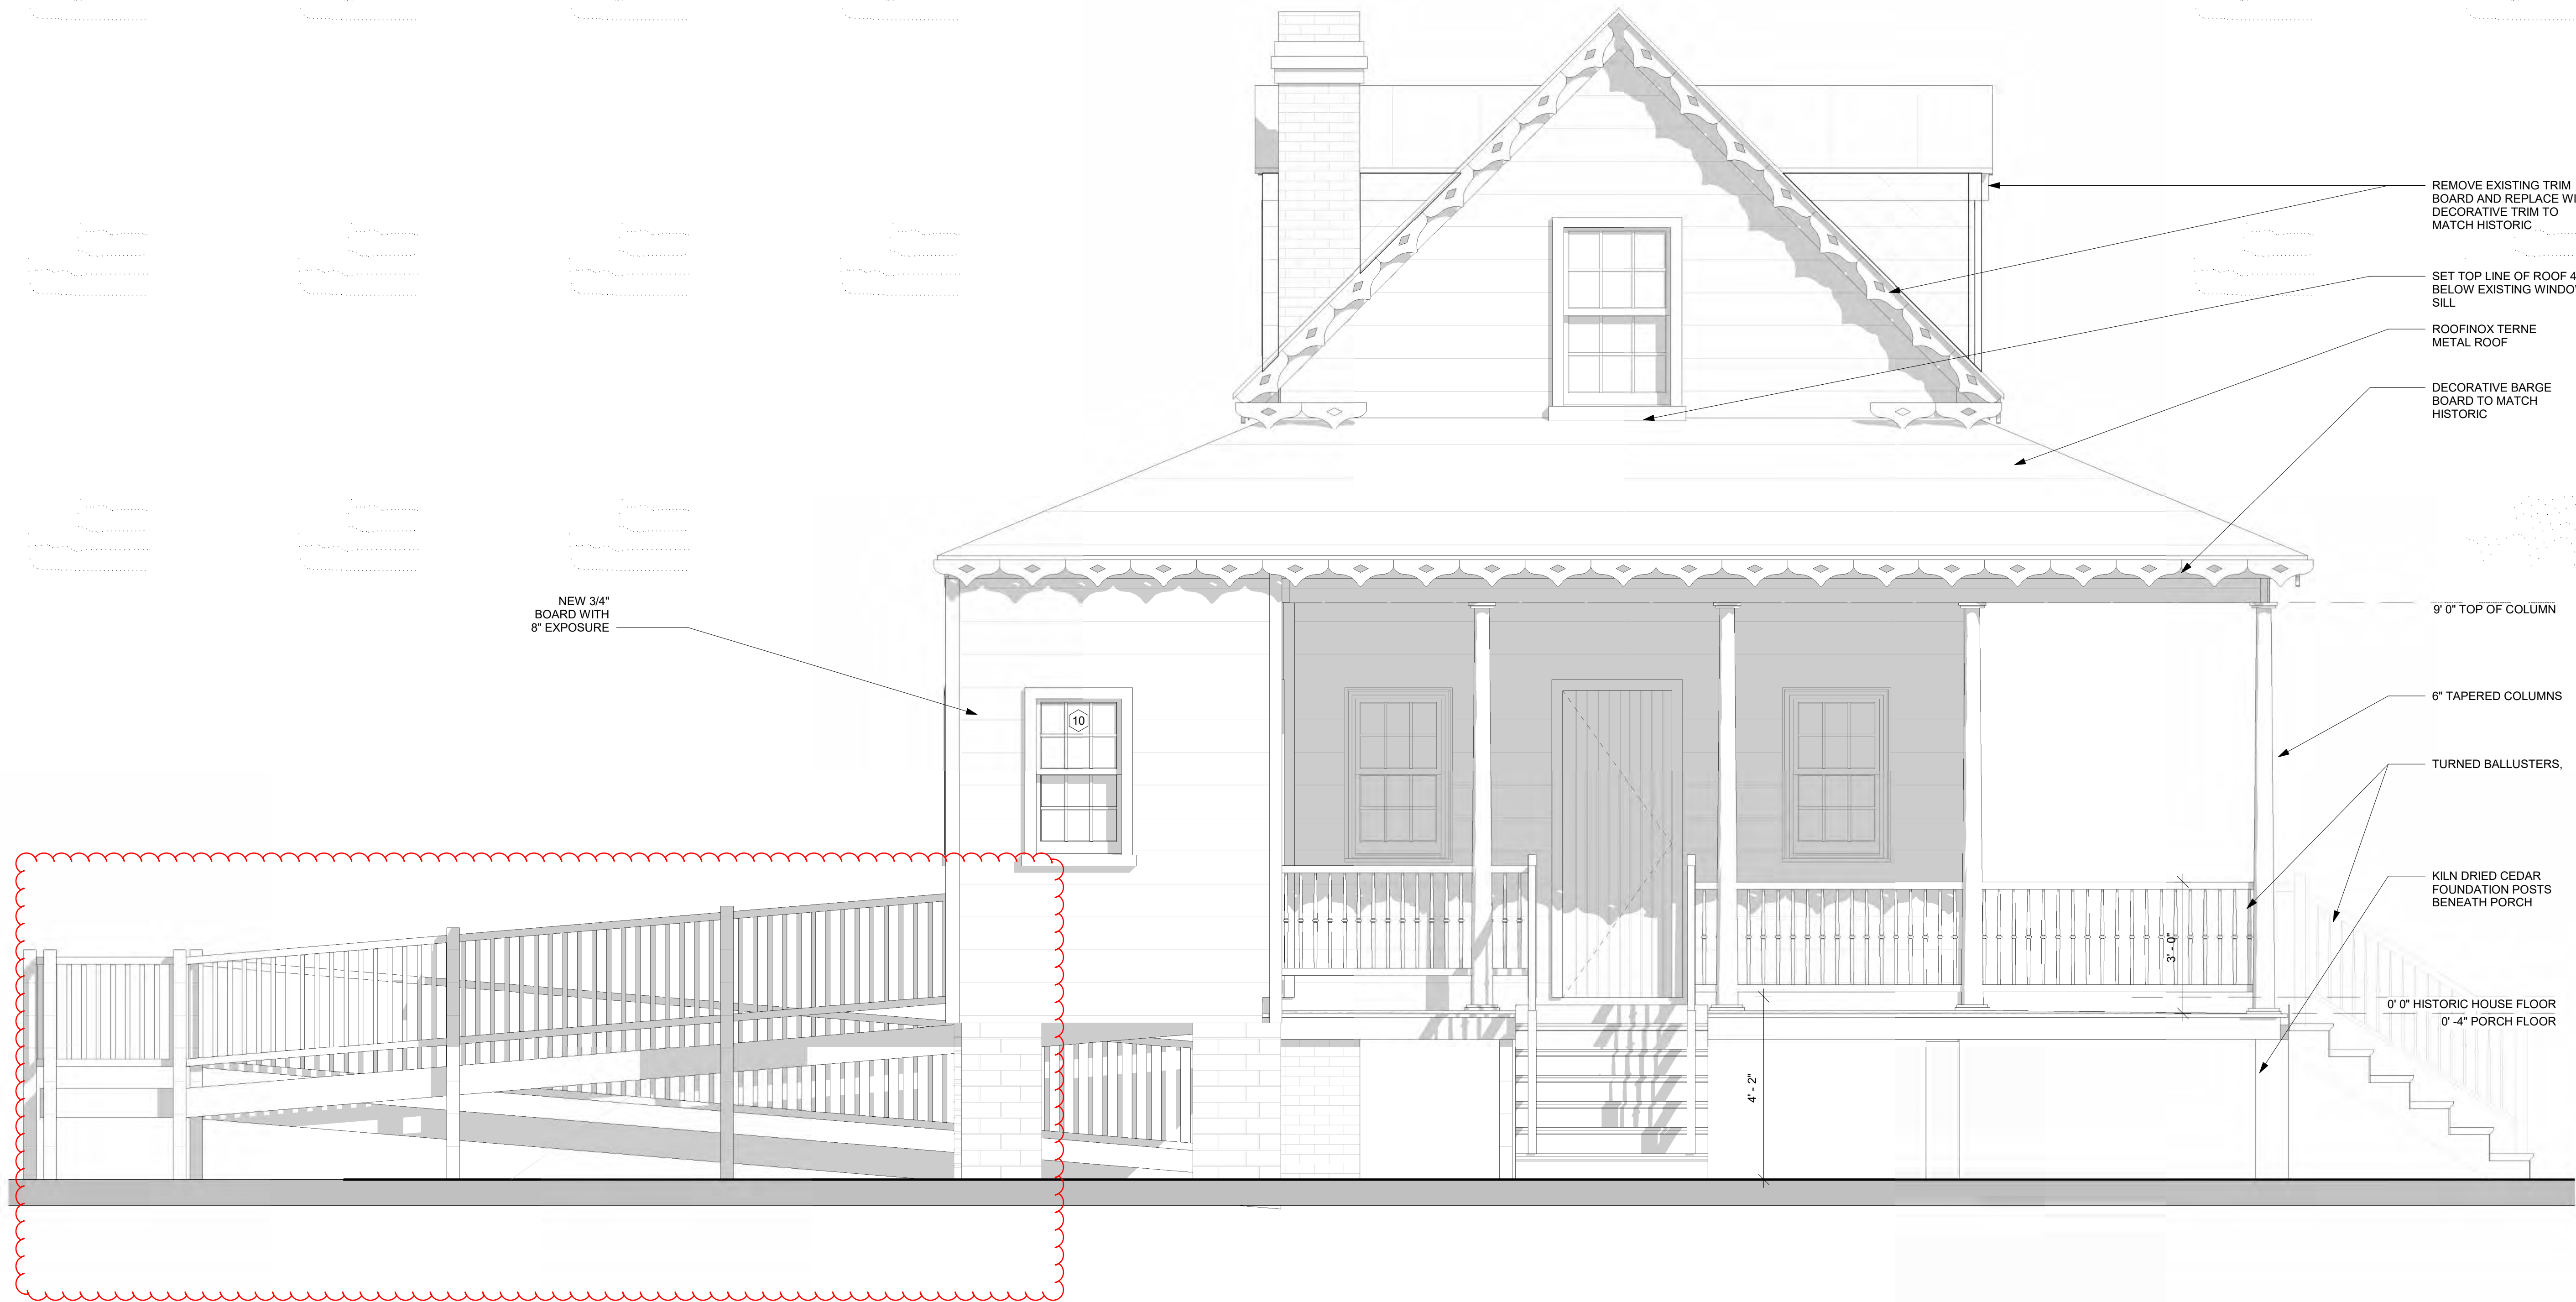 REMOVE EXISTING TRIM
BOARD AND REPLACE
DECORATIVE TRIM TO
MATCH HISTORIC
SET TOP LINE OF ROOF 4
BELOW EXISTING
SILL
ROOFINOX TERNE
METAL ROOF
DECORATIVE BARGE
BOARD TO MATCH
HISTORIC
NEW 3/4"
BOARD WITH
8" EXPOSURE
9' 0" TOP OF COLUMN
6" TAPERED COLUMNS
10
TURNED BALLUSTERS,
KILN DRIED CEDAR
FOUNDATION POSTS
BENEATH PORCH
3' - 0"
0' 0" HISTORIC HOUSE FLOOR
0' -4" PORCH FLOOR
4' - 2"